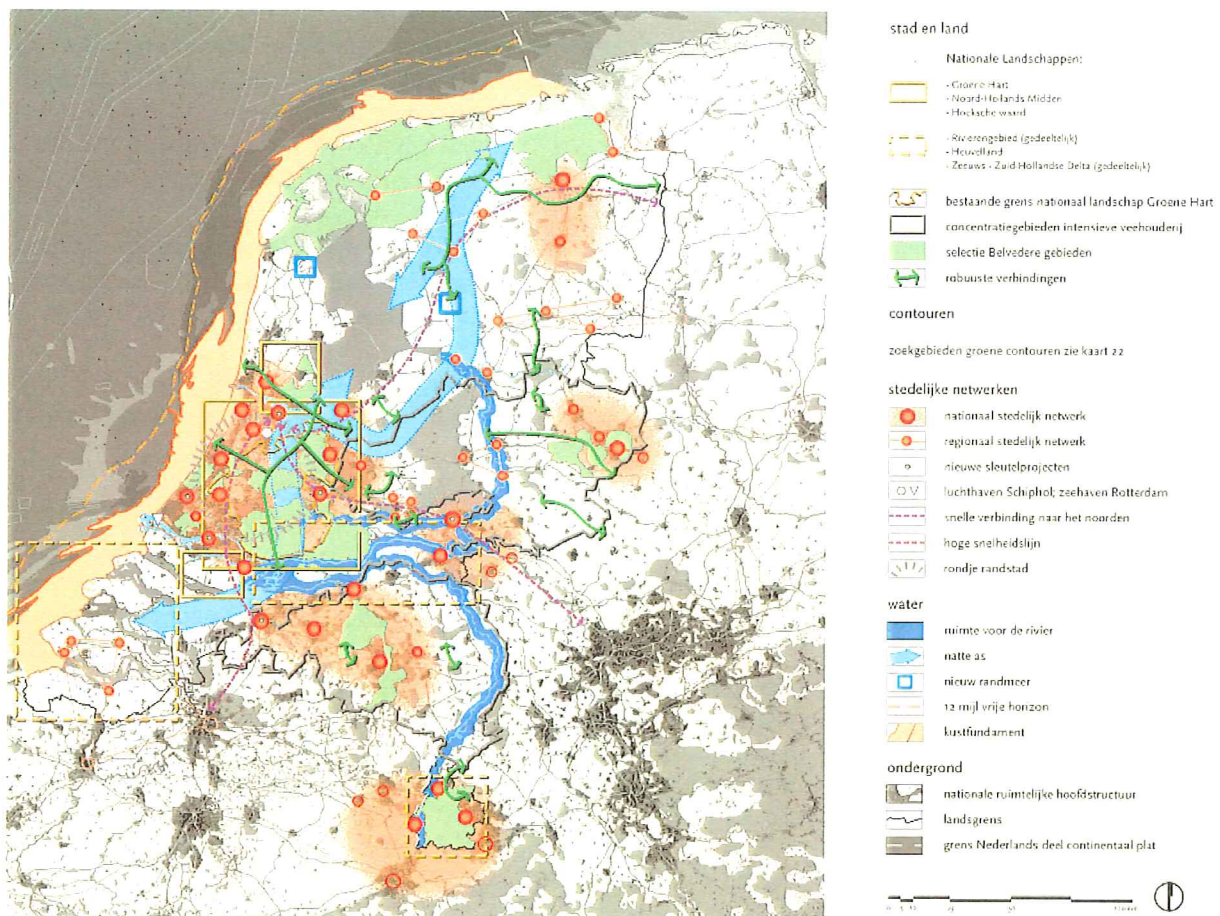 stad en land
Nationale Landschappen:
- Groene Hart
- Noord-Hollands Midden
- Hoeksche waard
- Rivierengebied (gedeeltelijk)
- Heuvelland
- Zeeuws - Zuid-Hollandse Delta (gedeeltelijk)
bestaande grens nationaal landschap Groene Hart
concentratiegebieden intensieve veehouderij
selectie Belvedere gebieden
robuuste verbindingen
contouren
zoekgebieden groene contouren zie kaart 22
stedelijke netwerken
nationaal stedelijk netwerk
regionaal stedelijk netwerk
nieuwe sleutelprojecten
luchthaven Schiphol; zeehaven Rotterdam
snelle verbinding naar het noorden
hoge snelheidslijn
rondje randstad
water
ruimte voor de rivier
natte as
nieuw randmeer
12 mijl vrije horizon
kustfundament
ondergrond
nationale ruimtelijke hoofdstructuur
landsgrens
grens Nederlands deel continentaal plat